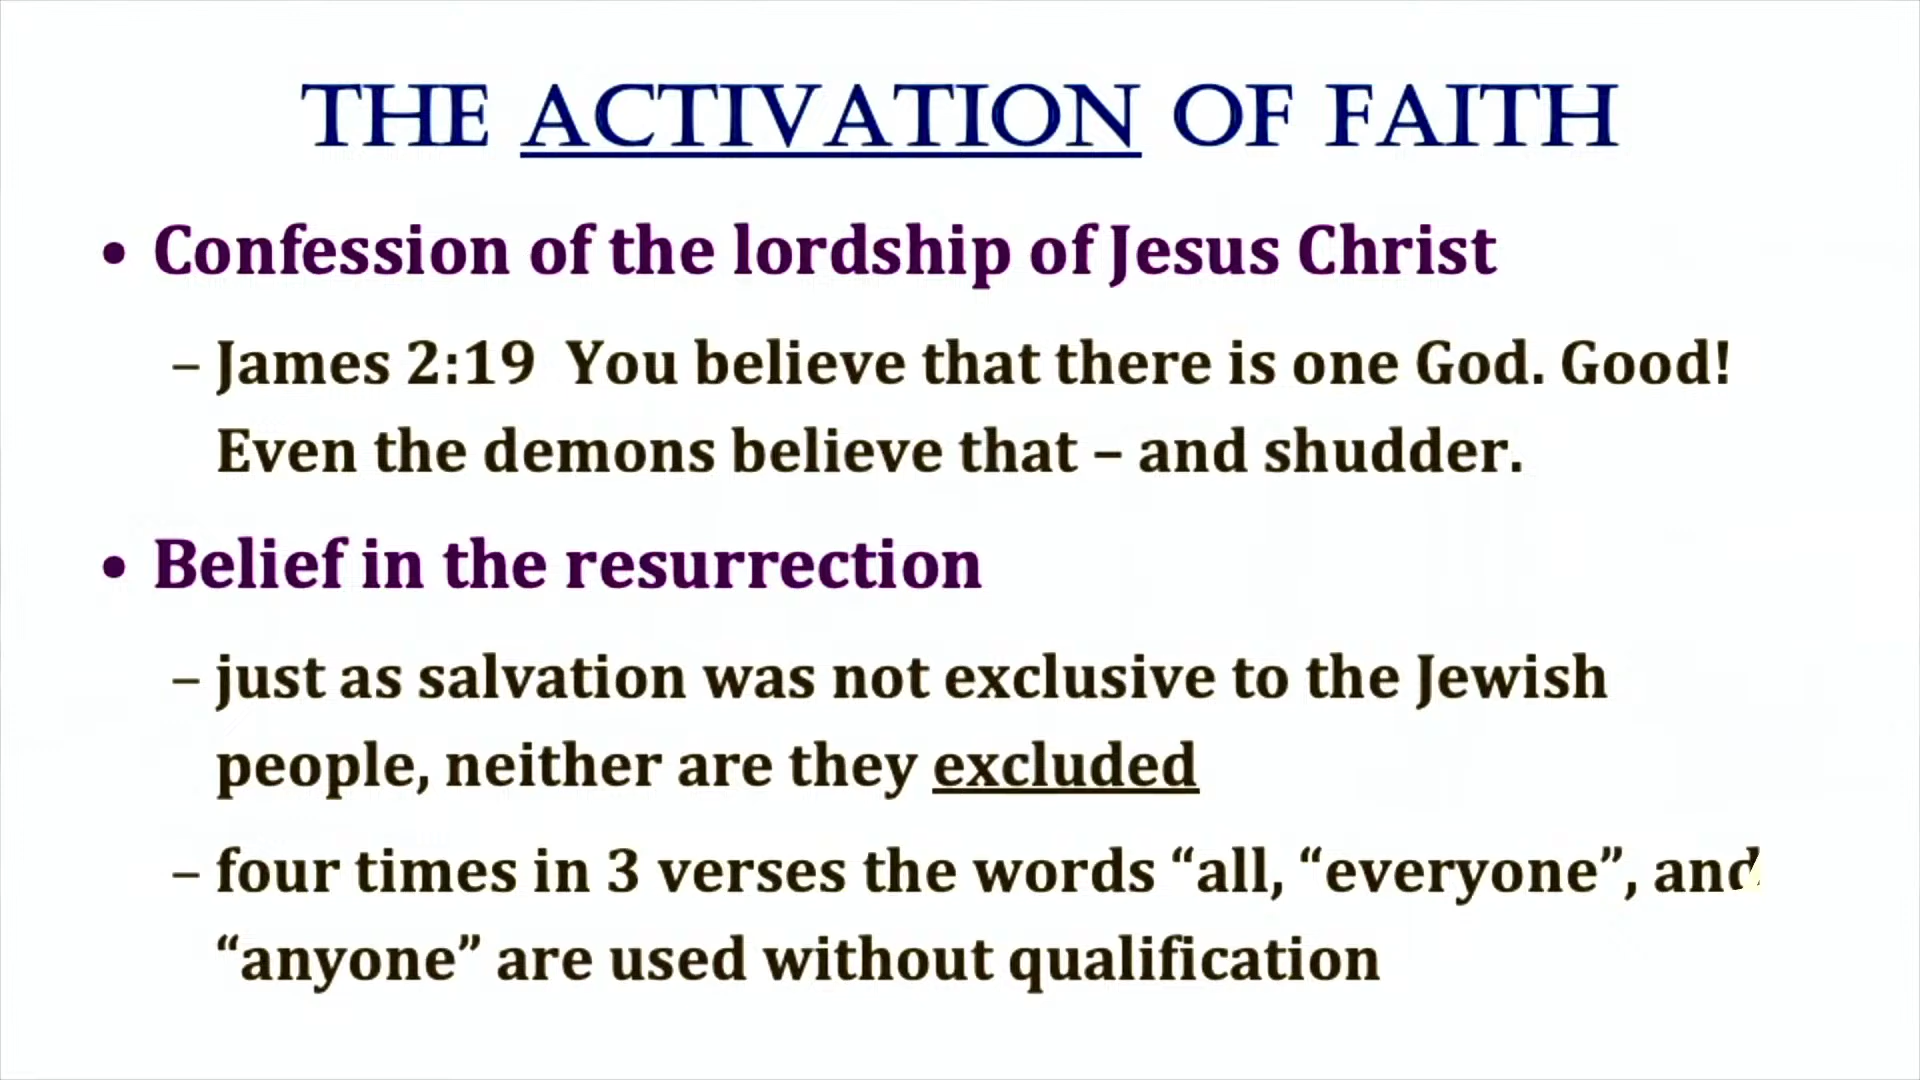 THE ACTIVATION OF FAITH
• Confession of the lordship of Jesus Christ
– James 2:19  You believe that there is one God. Good!
Even the demons believe that – and shudder.
• Belief in the resurrection
– just as salvation was not exclusive to the Jewish
people, neither are they excluded
– four times in 3 verses the words “all, “everyone”, and
“anyone” are used without qualification